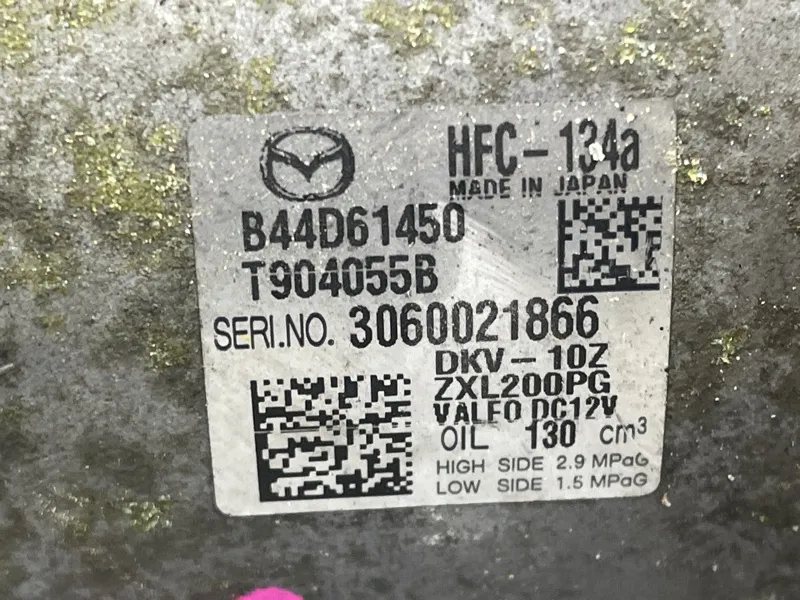 HFC-134a
MADE IN JAPAN
B44D61450
T904055B
SERI.NO. 3060021866
DKV-10Z
ZXL200PG
VALEO DC12V
OIL 130 cm³
HIGH SIDE 2.9 MPaG
LOW SIDE 1.5 MPaG